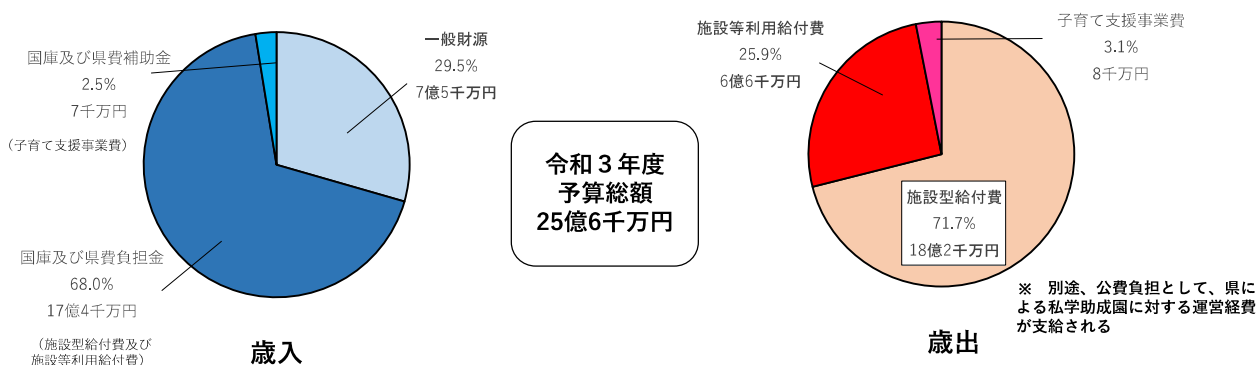 国庫及び県費補助金
2.5%
7千万円
（子育て支援事業費）
一般財源
29.5%
7億5千万円
国庫及び県費負担金
68.0%
17億4千万円
（施設型給付費及び
施設等利用給付費）
歳入
令和３年度
予算総額
25億6千万円
施設等利用給付費
25.9%
6億6千万円
子育て支援事業費
3.1%
8千万円
施設型給付費
71.7%
18億2千万円
※　別途、公費負担として、県に
よる私学助成園に対する運営経費
が支給される
歳出